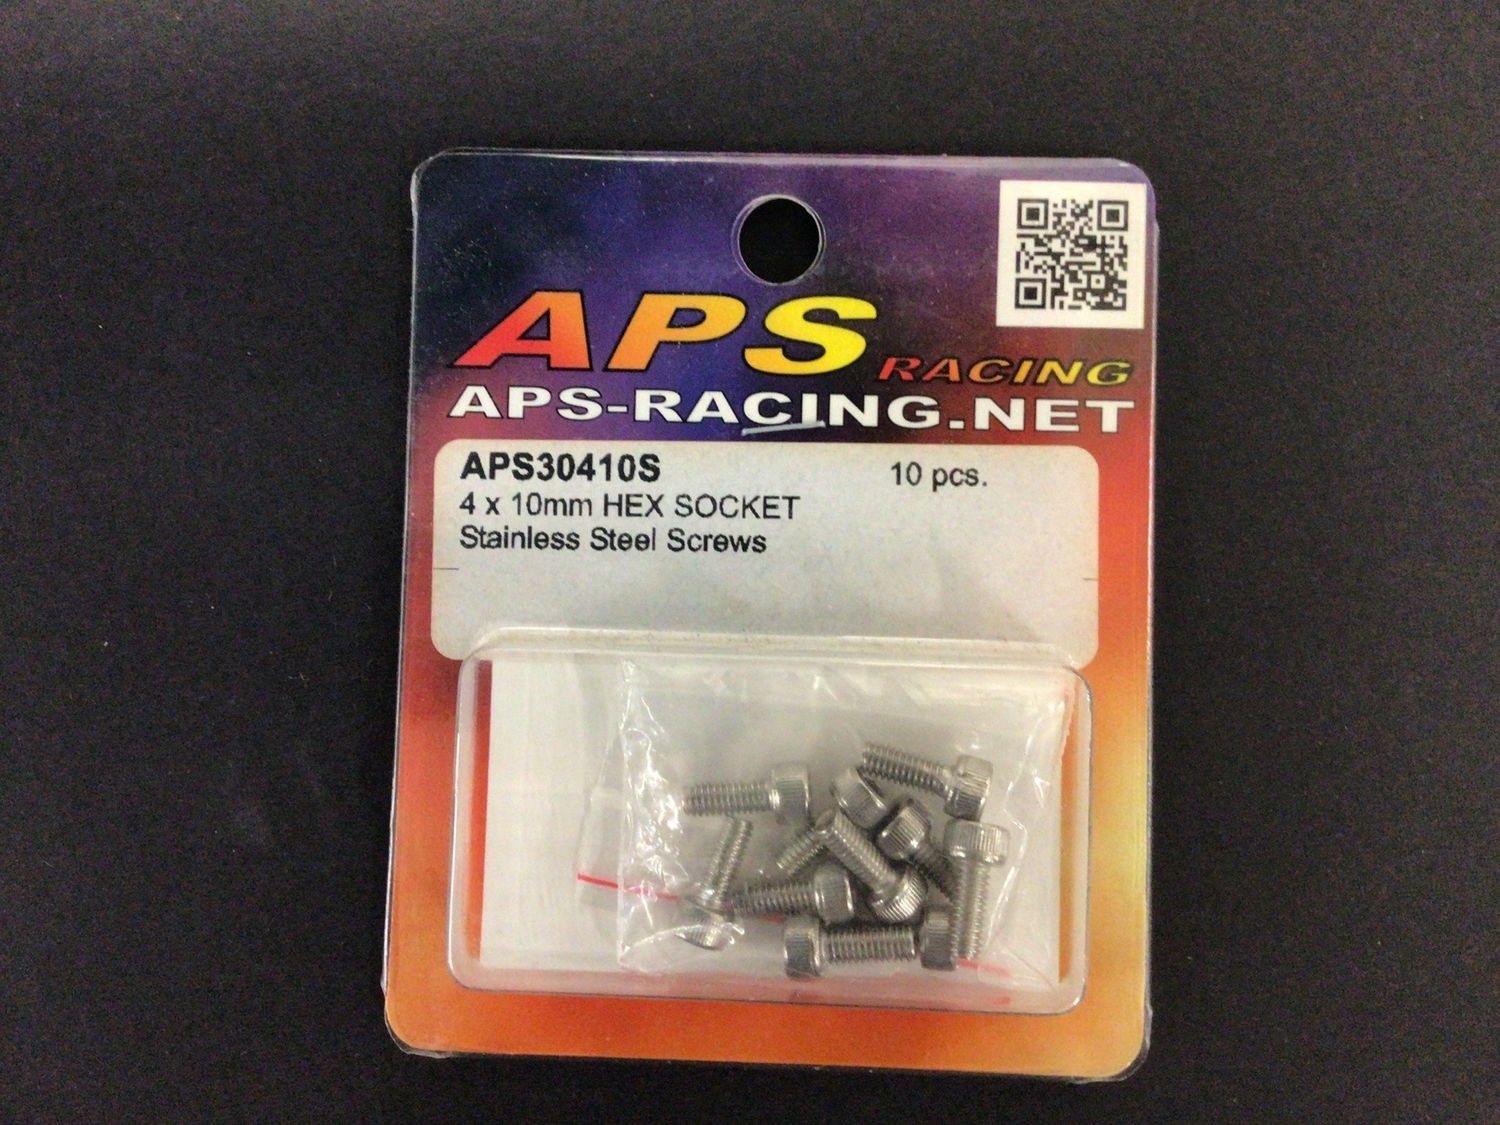 APS RACING
APS-RACING.NET
APS30410S 10 pcs.
4 x 10mm HEX SOCKET
Stainless Steel Screws